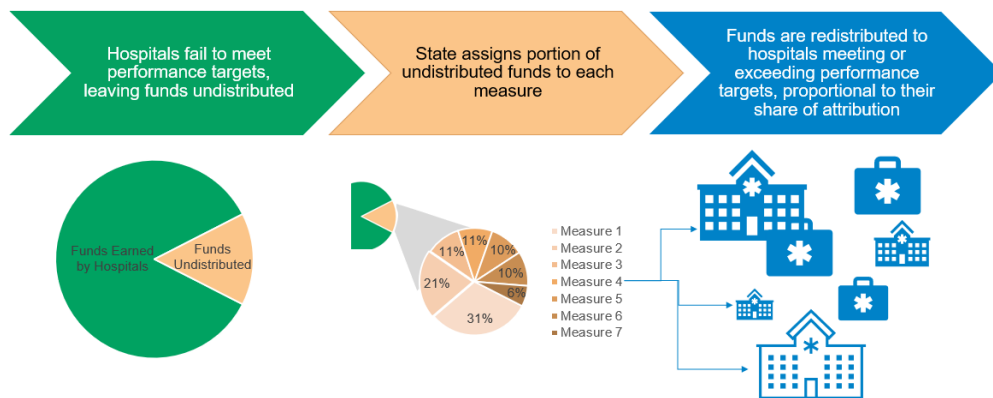 Hospitals fail to meet
performance targets,
leaving funds undistributed
State assigns portion of
undistributed funds to each
measure
Funds are redistributed to
hospitals meeting or
exceeding performance
targets, proportional to their
share of attribution
Funds Earned
by Hospitals
Funds
Undistributed
11%
10%
11%
10%
21%
6%
31%
Measure 1
Measure 2
Measure 3
Measure 4
Measure 5
Measure 6
Measure 7